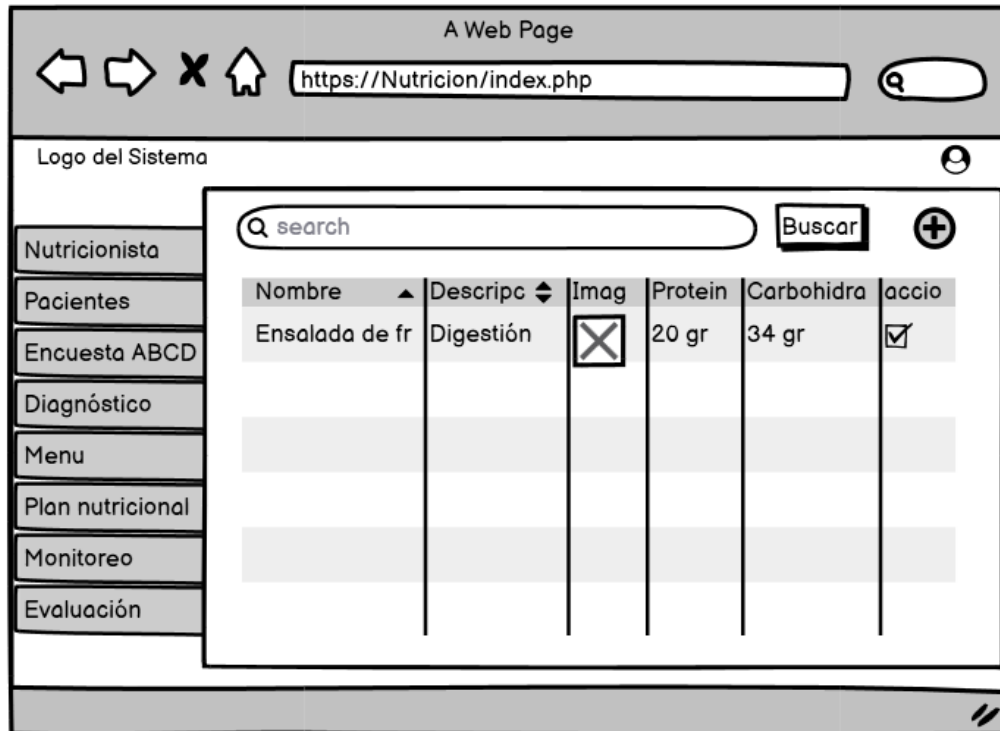 A Web Page
https://Nutricion/index.php
Logo del Sistema
search
Buscar
Nutricionista
Pacientes
Encuesta ABCD
Diagnóstico
Menu
Plan nutricional
Monitoreo
Evaluación
Nombre Descripc Imag Protein Carbohidra accio
Ensalada de fr Digestión 20 gr 34 gr